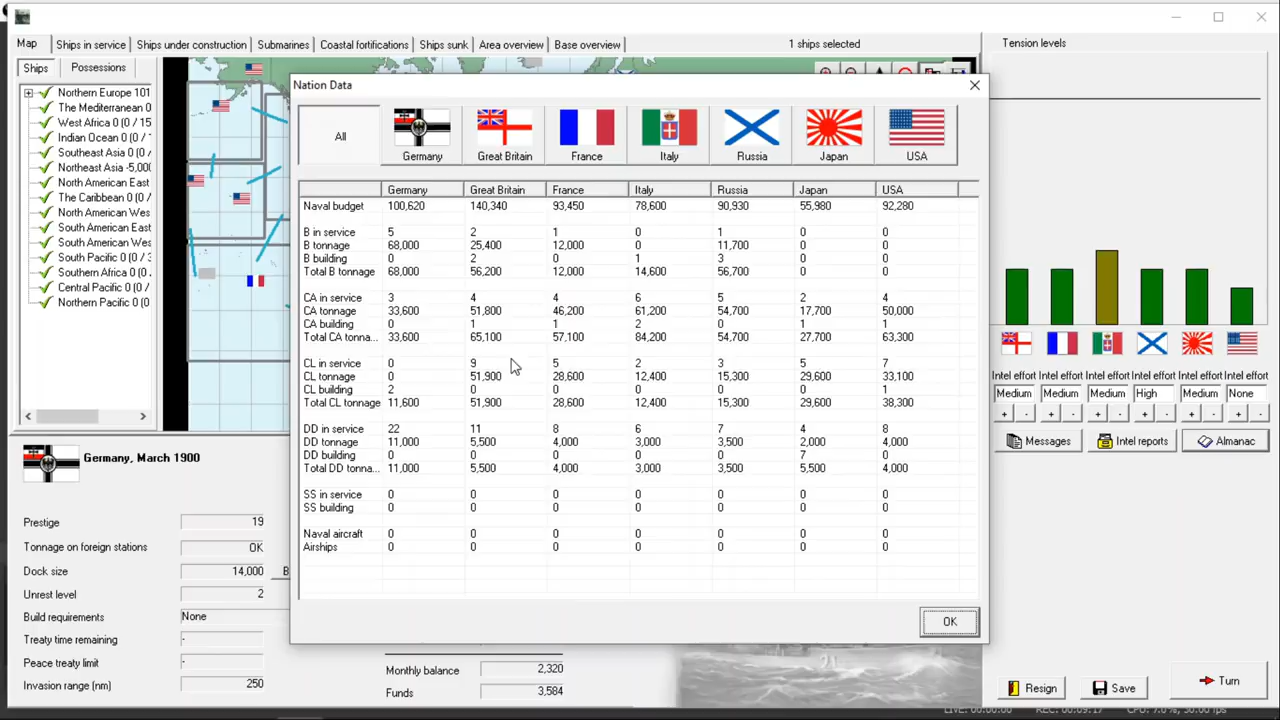 Map Ships in service Ships under construction Submarines Coastal fortifications Ships sunk Area overview Base overview 1 ships selected Tension levels
Ships Possessions
Northern Europe 101
The Mediterranean 0
West Africa 0 (0 / 15
Indian Ocean 0 (0 /
Southeast Asia 0 (0
Northeast Asia -5,000
North American East
The Caribbean 0 (0
North American Wes
South American East
South American Wes
South Pacific 0 (0 / 3
Southern Africa 0 (0
Central Pacific 0 (0 /
Northern Pacific 0 (0
Nation Data
All Germany Great Britain France Italy Russia Japan USA
Germany Great Britain France Italy Russia Japan USA
Naval budget 100,620 140,340 93,450 78,600 90,930 55,980 92,280
B in service 5 2 1 0 1 0 0
B tonnage 68,000 25,400 12,000 0 11,700 0 0
B building 0 2 0 1 3 0 0
Total B tonnage 68,000 56,200 12,000 14,600 56,700 0 0
CA in service 3 4 4 6 5 2 4
CA tonnage 33,600 51,800 46,200 61,200 54,700 17,700 50,000
CA building 0 1 1 2 0 1 1
Total CA tonna... 33,600 65,100 57,100 84,200 54,700 27,700 63,300
CL in service 0 9 5 2 3 5 7
CL tonnage 0 51,900 28,600 12,400 15,300 29,600 33,100
CL building 2 0 0 0 0 0 1
Total CL tonnage 11,600 51,900 28,600 12,400 15,300 29,600 38,300
DD in service 22 11 8 6 7 4 8
DD tonnage 11,000 5,500 4,000 3,000 3,500 2,000 4,000
DD building 0 0 0 0 0 7 0
Total DD tonna... 11,000 5,500 4,000 3,000 3,500 5,500 4,000
SS in service 0 0 0 0 0 0 0
SS building 0 0 0 0 0 0 0
Naval aircraft 0 0 0 0 0 0 0
Airships 0 0 0 0 0 0 0
OK
Intel effort Intel effort Intel effort Intel effort Intel effort Intel effort
Medium Medium Medium High Medium None
+ - + - + - + - + - + -
Messages Intel reports Almanac
Germany, March 1900
Prestige 19
Tonnage on foreign stations OK
Dock size 14,000 B
Unrest level 2
Build requirements None
Treaty time remaining -
Peace treaty limit -
Invasion range (nm) 250
Monthly balance 2,320
Funds 3,584
Resign Save Turn